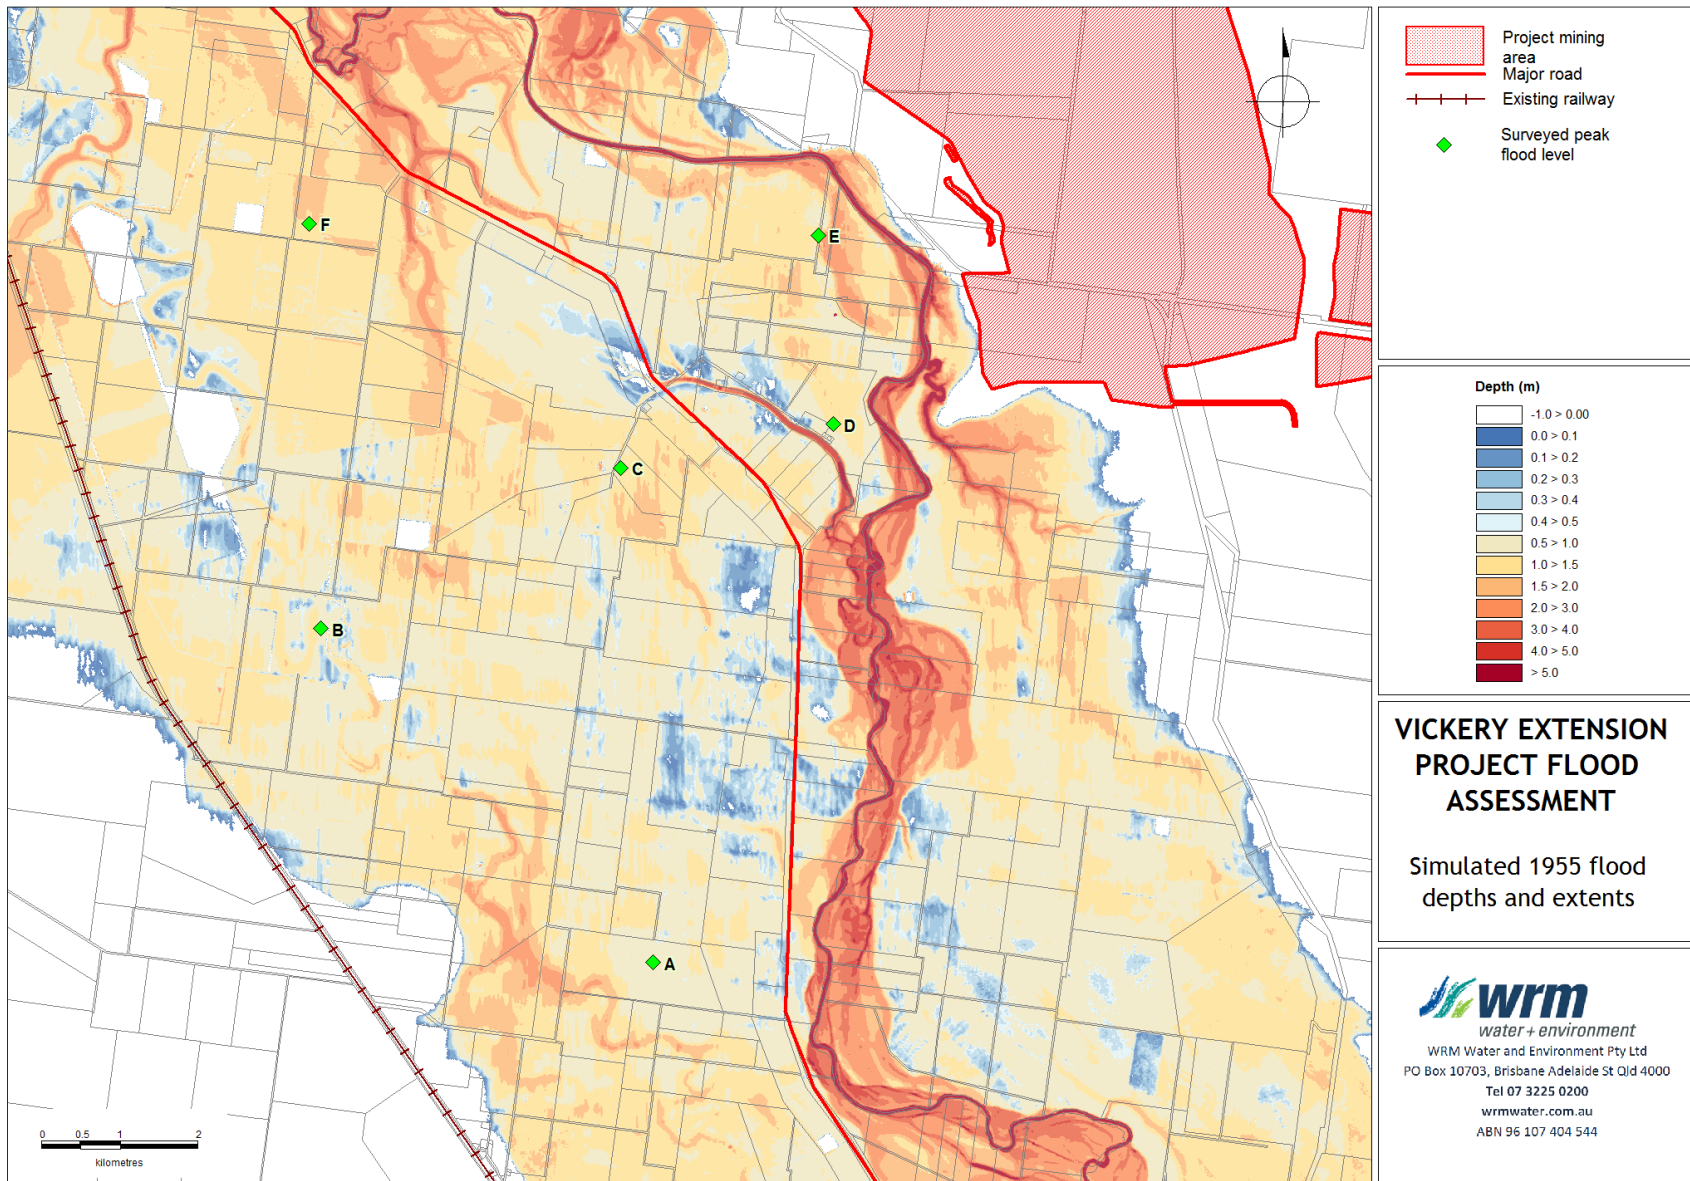 F
E
D
C
B
A
0 0.5 1 2
kilometres
Project mining
area
Major road
Existing railway
Surveyed peak
flood level
Depth (m)
-1.0 > 0.00
0.0 > 0.1
0.1 > 0.2
0.2 > 0.3
0.3 > 0.4
0.4 > 0.5
0.5 > 1.0
1.0 > 1.5
1.5 > 2.0
2.0 > 3.0
3.0 > 4.0
4.0 > 5.0
> 5.0
VICKERY EXTENSION
PROJECT FLOOD
ASSESSMENT
Simulated 1955 flood
depths and extents
wrm
water + environment
WRM Water and Environment Pty Ltd
PO Box 10703, Brisbane Adelaide St Qld 4000
Tel 07 3225 0200
wrmwater.com.au
ABN 96 107 404 544